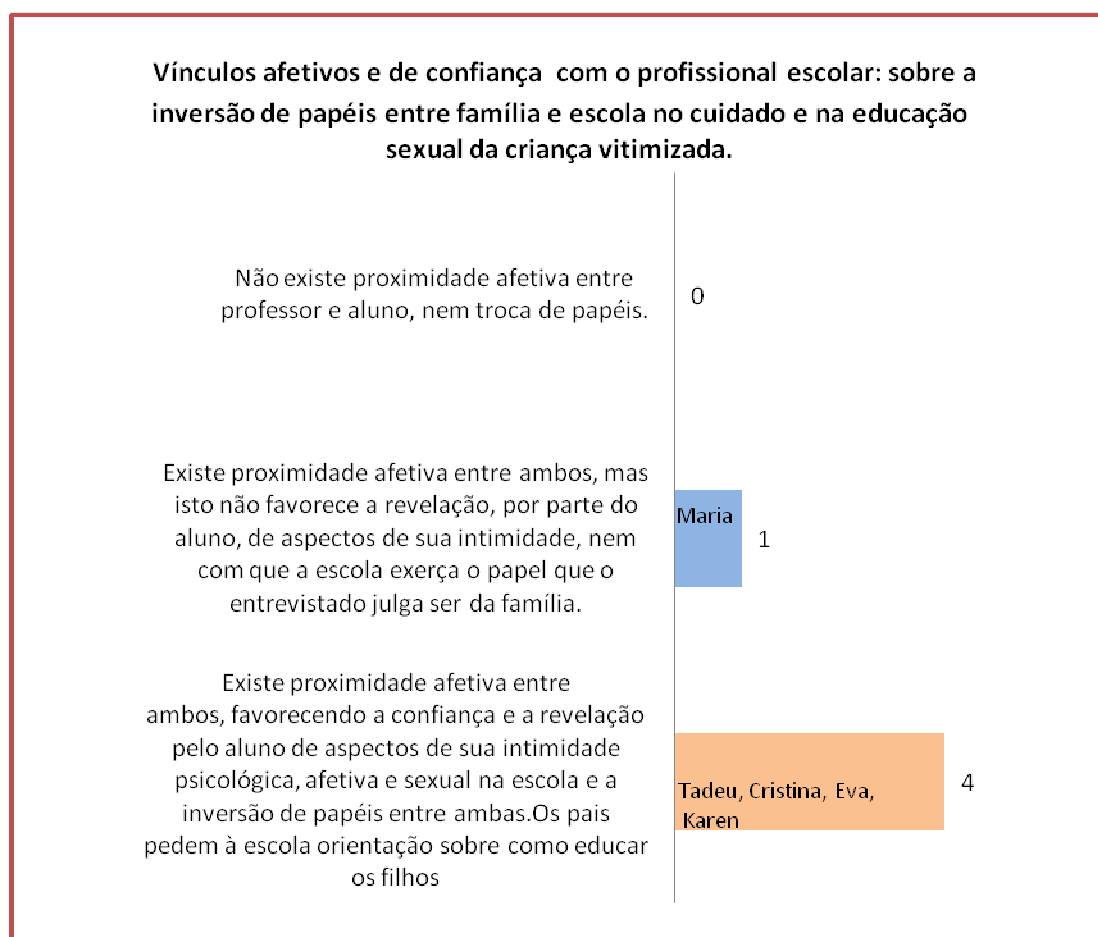 Vínculos afetivos e de confiança com o profissional escolar: sobre a
inversão de papéis entre família e escola no cuidado e na educação
sexual da criança vitimizada.
Não existe proximidade afetiva entre
professor e aluno, nem troca de papéis.
0
Existe proximidade afetiva entre ambos, mas
isto não favorece a revelação, por parte do
aluno, de aspectos de sua intimidade, nem
com que a escola exerça o papel que o
entrevistado julga ser da família.
Maria
1
Existe proximidade afetiva entre
ambos, favorecendo a confiança e a revelação
pelo aluno de aspectos de sua intimidade
psicológica, afetiva e sexual na escola e a
inversão de papéis entre ambas.Os pais
pedem à escola orientação sobre como educar
os filhos
Tadeu, Cristina, Eva,
Karen
4